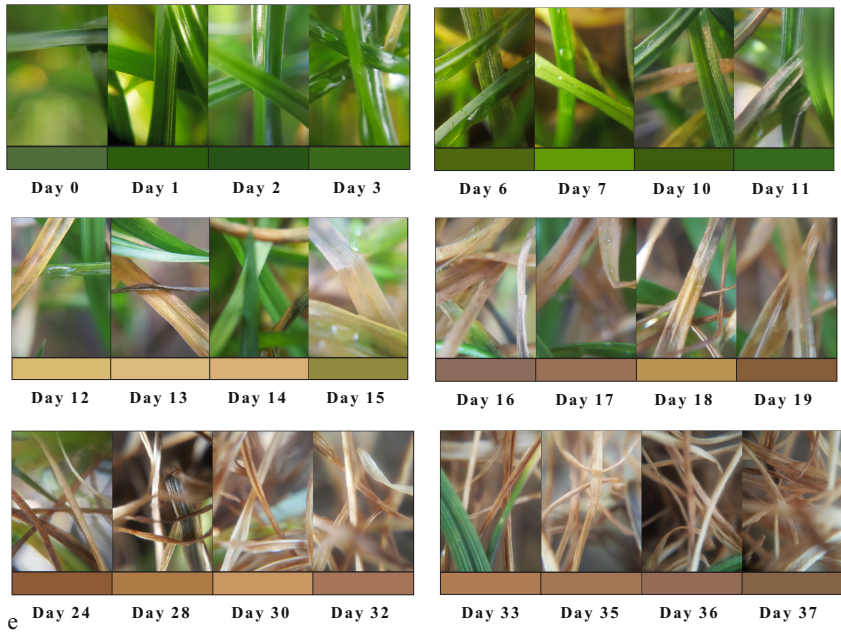 Day 0 Day 1 Day 2 Day 3
Day 6 Day 7 Day 10 Day 11
Day 12 Day 13 Day 14 Day 15
Day 16 Day 17 Day 18 Day 19
Day 24 Day 28 Day 30 Day 32
Day 33 Day 35 Day 36 Day 37
e